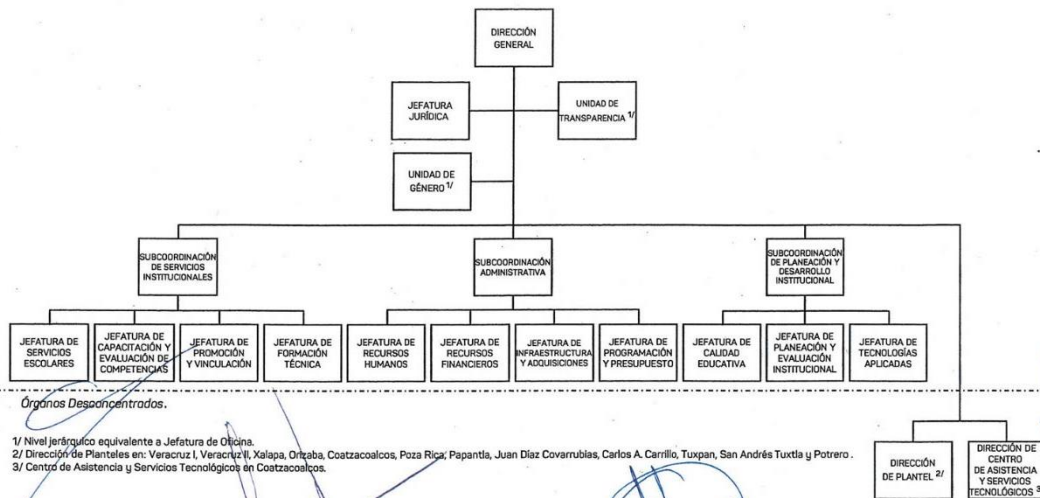 DIRECCIÓN
GENERAL
JEFATURA
JURÍDICA
UNIDAD DE
TRANSPARENCIA 1/
UNIDAD DE
GÉNERO 1/
SUBCOORDINACIÓN
DE SERVICIOS
INSTITUCIONALES
SUBCOORDINACIÓN
ADMINISTRATIVA
SUBCOORDINACIÓN
DE PLANEACIÓN Y
DESARROLLO
INSTITUCIONAL
JEFATURA DE
SERVICIOS
ESCOLARES
JEFATURA DE
CAPACITACIÓN Y
EVALUACIÓN DE
COMPETENCIAS
JEFATURA DE
PROMOCIÓN
Y VINCULACIÓN
JEFATURA DE
FORMACIÓN
TÉCNICA
JEFATURA DE
RECURSOS
HUMANOS
JEFATURA DE
RECURSOS
FINANCIEROS
JEFATURA DE
INFRAESTRUCTURA
Y ADQUISICIONES
JEFATURA DE
PROGRAMACIÓN
Y PRESUPUESTO
JEFATURA DE
CALIDAD
EDUCATIVA
JEFATURA DE
PLANEACIÓN Y
EVALUACIÓN
INSTITUCIONAL
JEFATURA DE
TECNOLOGÍAS
APLICADAS
Órganos Desconcentrados.
1/ Nivel jerárquico equivalente a Jefatura de Oficina.
2/ Dirección de Planteles en: Veracruz I, Veracruz II, Xalapa, Orizaba, Coatzacoalcos, Poza Rica, Papantla, Juan Díaz Covarrubias, Carlos A. Carrillo, Tuxpan, San Andrés Tuxtla y Potrero.
3/ Centro de Asistencia y Servicios Tecnológicos en Coatzacoalcos.
DIRECCIÓN
DE PLANTEL 2/
DIRECCIÓN DE
CENTRO
DE ASISTENCIA
Y SERVICIOS
TECNOLÓGICOS 3